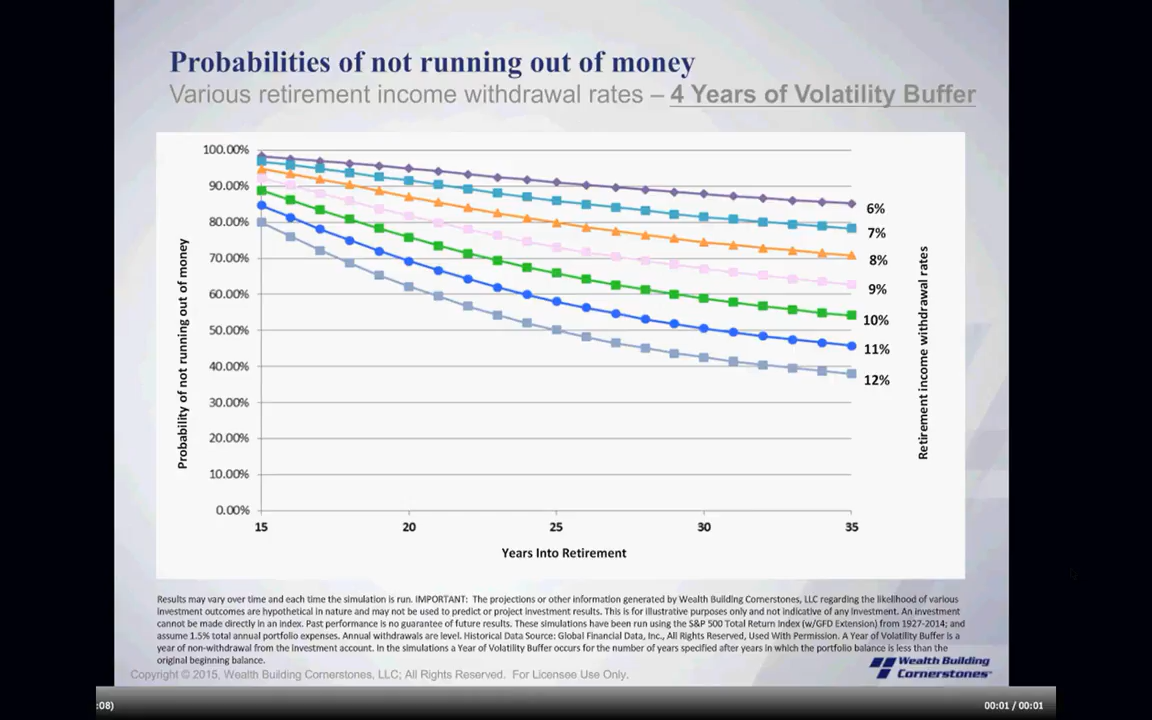 Probabilities of not running out of money
Various retirement income withdrawal rates – 4 Years of Volatility Buffer
100.00%
90.00%
80.00%
70.00%
60.00%
50.00%
40.00%
30.00%
20.00%
10.00%
0.00%
Probability of not running out of money
6%
7%
8%
9%
10%
11%
12%
Retirement income withdrawal rates
15 20 25 30 35
Years Into Retirement
Results may vary over time and each time the simulation is run. IMPORTANT: The projections or other information generated by Wealth Building Cornerstones, LLC regarding the likelihood of various
investment outcomes are hypothetical in nature and may not be used to predict or project investment results. This is for illustrative purposes only and not indicative of any investment. An investment
cannot be made directly in an index. Past performance is no guarantee of future results. These simulations have been run using the S&P 500 Total Return Index (w/GFD Extension) from 1927-2014; and
assume 1.5% total annual portfolio expenses. Annual withdrawals are level. Historical Data Source: Global Financial Data, Inc., All Rights Reserved, Used With Permission. A Year of Volatility Buffer is a
year of non-withdrawal from the investment account. In the simulations a Year of Volatility Buffer occurs for the number of years specified after years in which the portfolio balance is less than the
original beginning balance.
Wealth Building
Cornerstones
Copyright © 2015, Wealth Building Cornerstones, LLC; All Rights Reserved. For Licensee Use Only.
:08)
00:01 / 00:01